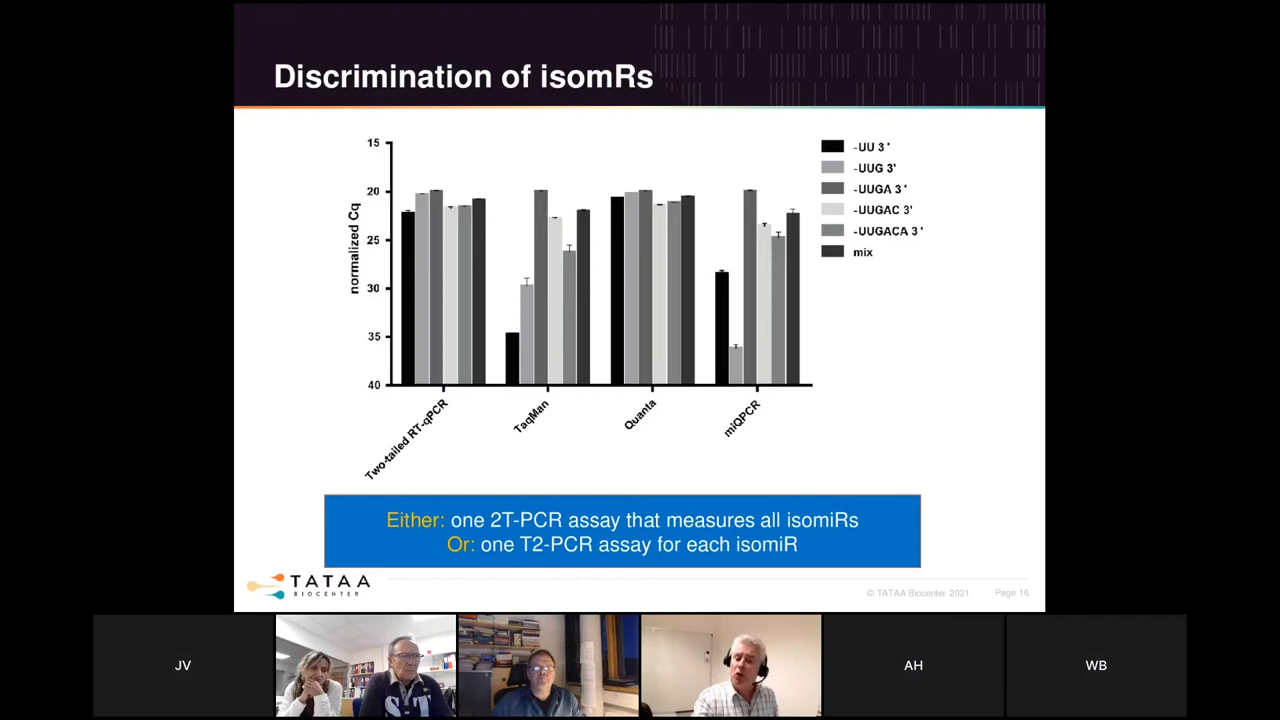 Discrimination of isomRs
15
20
25
30
35
40
normalized Cq
Two-tailed RT-qPCR
TaqMan
Quanta
miQPCR
-UU 3'
-UUG 3'
-UUGA 3'
-UUGAC 3'
-UUGACA 3'
mix
Either: one 2T-PCR assay that measures all isomiRs
Or: one T2-PCR assay for each isomiR
TATAA
BIOCENTER
© TATAA Biocenter 2021
Page 16
JV
AH
WB